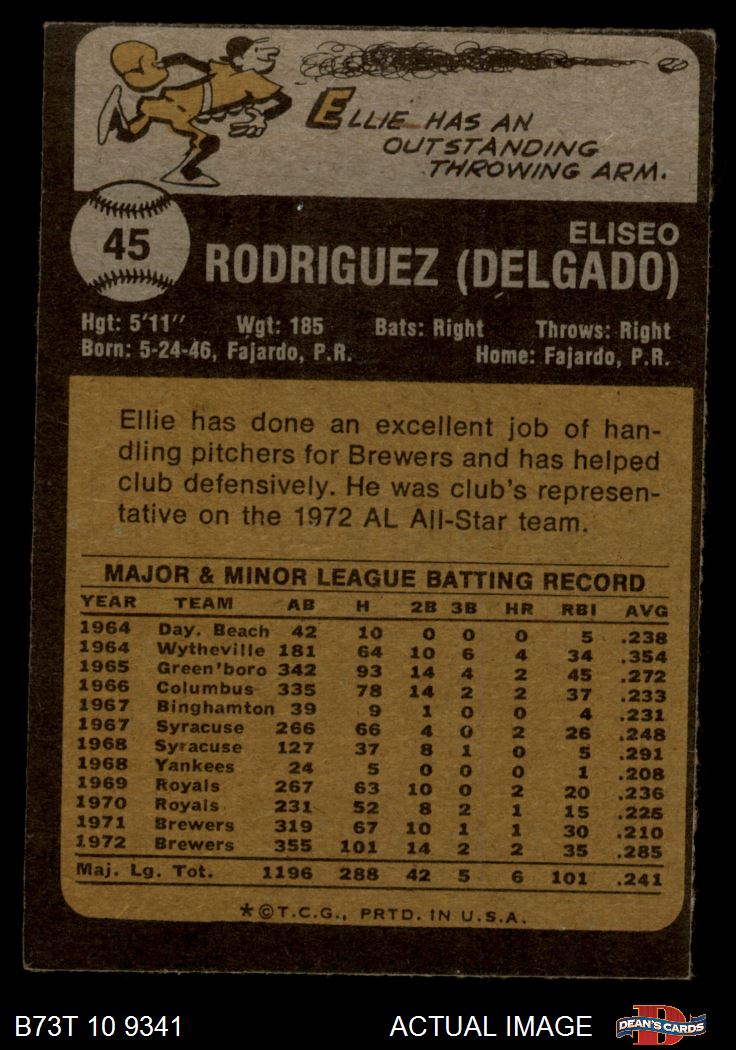 ELLIE HAS AN
OUTSTANDING
THROWING ARM.
45
ELISEO
RODRIGUEZ (DELGADO)
Hgt: 5'11" Wgt: 185 Bats: Right Throws: Right
Born: 5-24-46, Fajardo, P.R. Home: Fajardo, P.R.
Ellie has done an excellent job of han-
dling pitchers for Brewers and has helped
club defensively. He was club's represen-
tative on the 1972 AL All-Star team.
MAJOR & MINOR LEAGUE BATTING RECORD
YEAR TEAM AB H 2B 3B HR RBI AVG
1964 Day. Beach 42 10 0 0 0 5 .238
1964 Wytheville 181 64 10 6 4 34 .354
1965 Green'boro 342 93 14 4 2 45 .272
1966 Columbus 335 78 14 2 2 37 .233
1967 Binghamton 39 9 1 0 0 4 .231
1967 Syracuse 266 66 4 0 2 26 .248
1968 Syracuse 127 37 8 1 0 5 .291
1968 Yankees 24 5 0 0 0 1 .208
1969 Royals 267 63 10 0 2 20 .236
1970 Royals 231 52 8 2 1 15 .225
1971 Brewers 319 67 10 1 1 30 .210
1972 Brewers 355 101 14 2 2 35 .285
Maj. Lg. Tot. 1196 288 42 5 6 101 .241
*©T.C.G., PRTD. IN U.S.A.
B73T 10 9341 ACTUAL IMAGE D DEAN'S CARDS